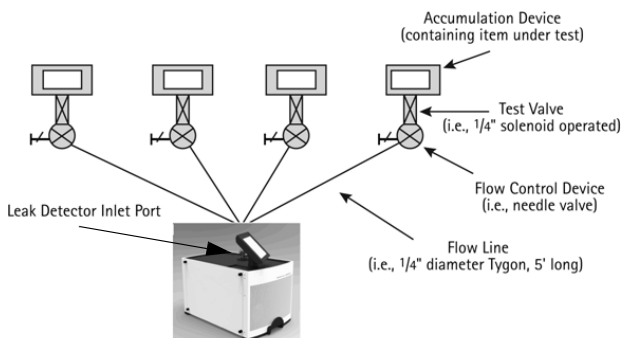 Accumulation Device
(containing item under test)
Test Valve
(i.e., 1/4" solenoid operated)
Flow Control Device
(i.e., needle valve)
Leak Detector Inlet Port
Flow Line
(i.e., 1/4" diameter Tygon, 5' long)